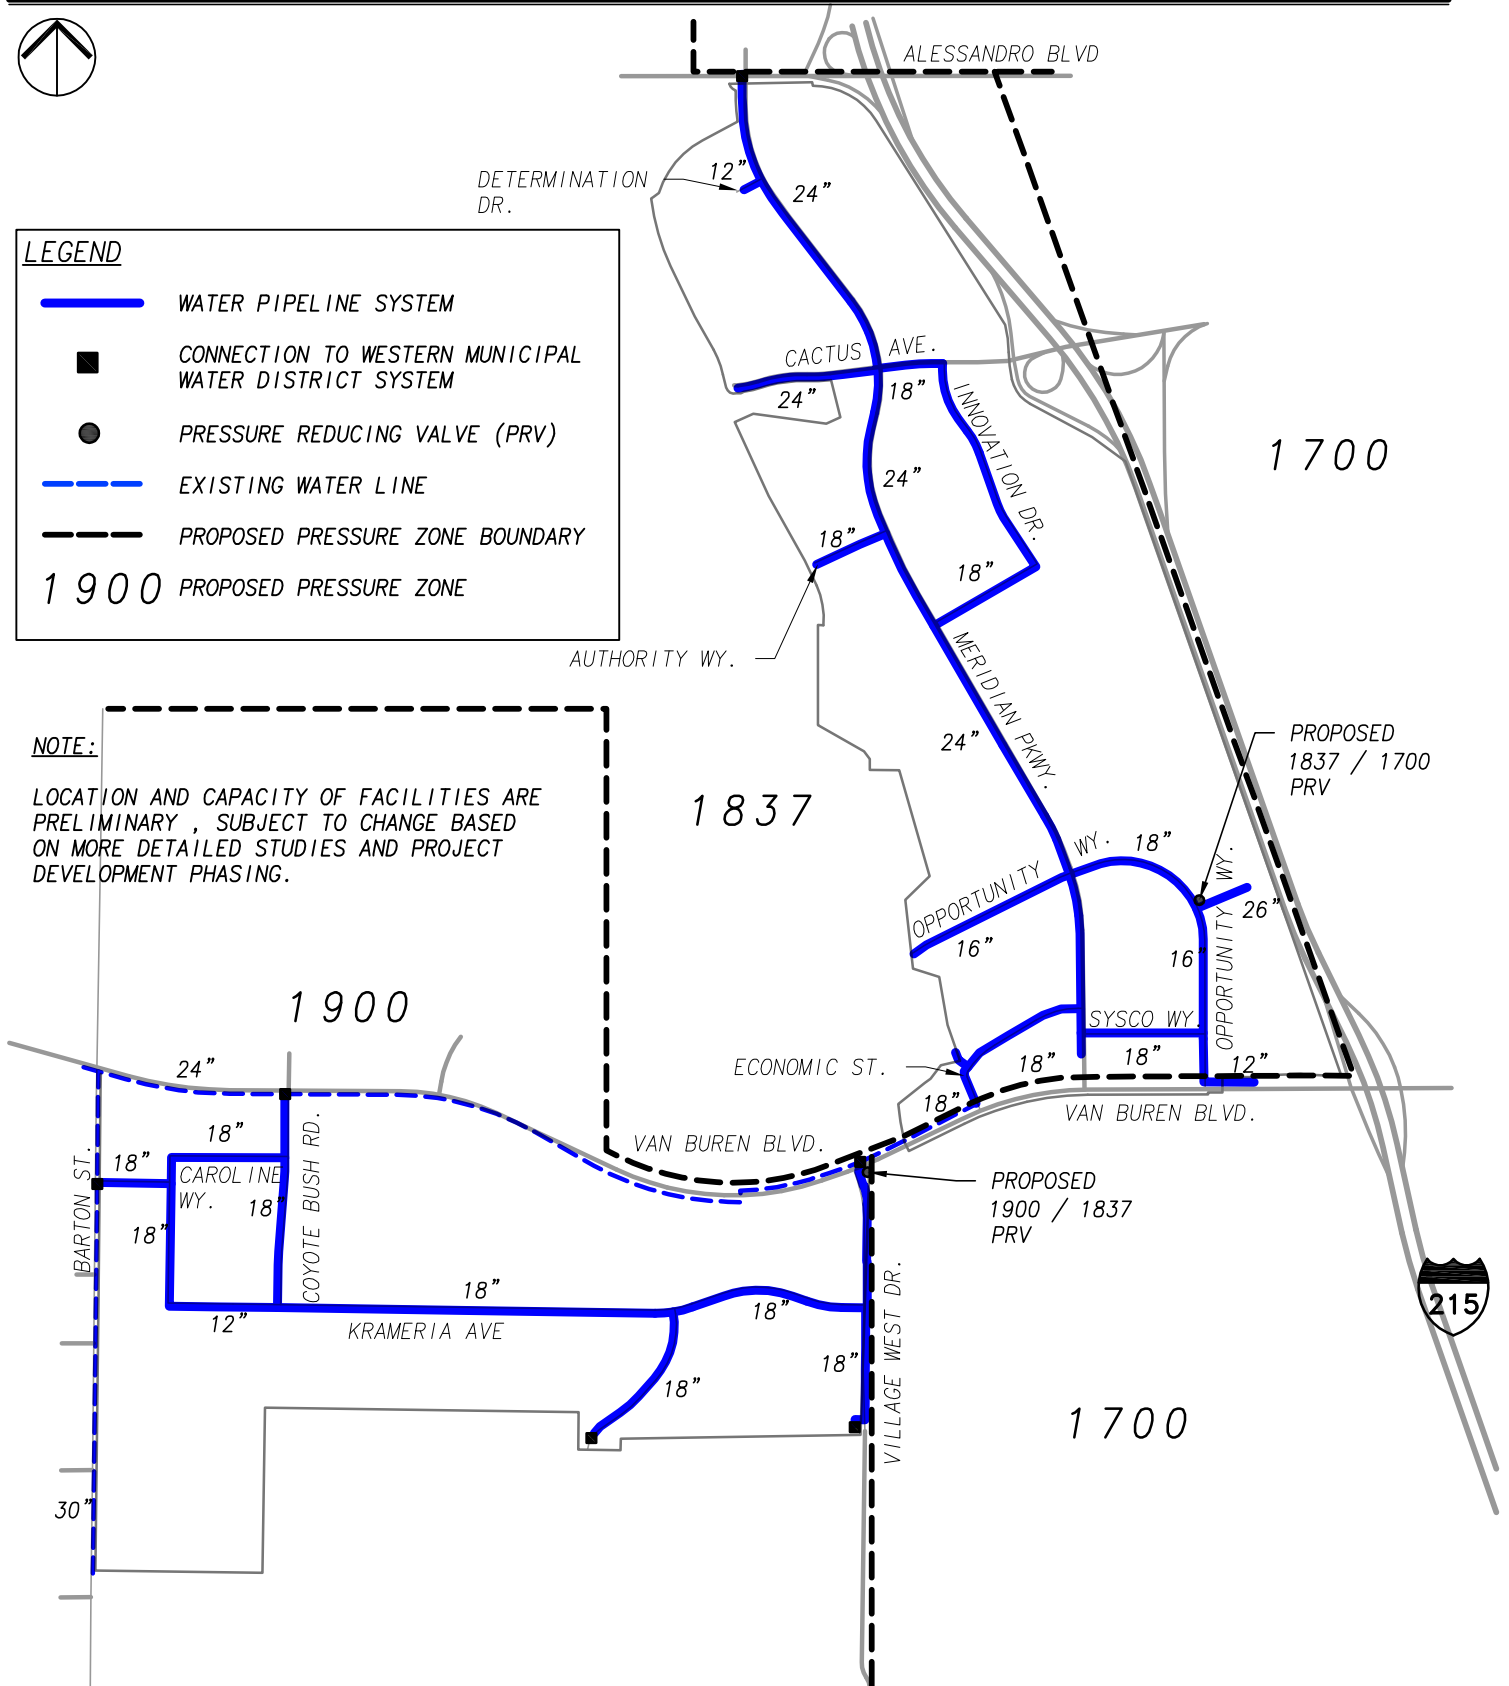 ALESSANDRO BLVD
12”
DETERMINATION
DR.
24”
LEGEND
WATER PIPELINE SYSTEM
CONNECTION TO WESTERN MUNICIPAL
WATER DISTRICT SYSTEM
PRESSURE REDUCING VALVE (PRV)
EXISTING WATER LINE
PROPOSED PRESSURE ZONE BOUNDARY
1900 PROPOSED PRESSURE ZONE
CACTUS AVE.
24”
18”
INNOVATION DR.
1700
24”
18”
18”
AUTHORITY WY.
MERIDIAN PKWY.
24”
NOTE:
LOCATION AND CAPACITY OF FACILITIES ARE
PRELIMINARY , SUBJECT TO CHANGE BASED
ON MORE DETAILED STUDIES AND PROJECT
DEVELOPMENT PHASING.
1837
PROPOSED
1837 / 1700
PRV
OPPORTUNITY WY.
18”
OPPORTUNITY WY.
26”
16”
16”
1900
SYSCO WY.
24”
ECONOMIC ST.
18”
18”
12”
18”
VAN BUREN BLVD.
VAN BUREN BLVD.
18”
18”
BARTON ST.
CAROLINE
WY.
18”
18”
COYOTE BUSH RD.
PROPOSED
1900 / 1837
PRV
18”
18”
12”
KRAMERIA AVE
18”
18”
VILLAGE WEST DR.
215
1700
30”